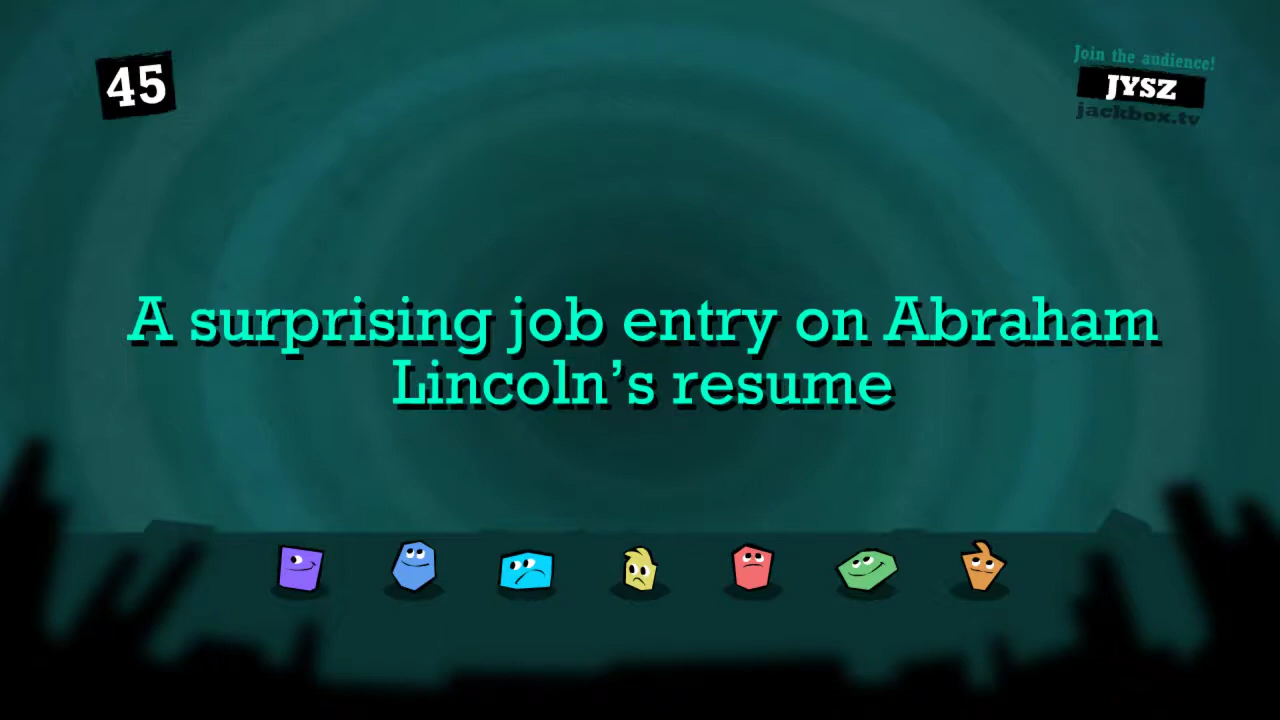 45
Join the audience!
JYSZ
jackbox.tv
A surprising job entry on Abraham
Lincoln's resume